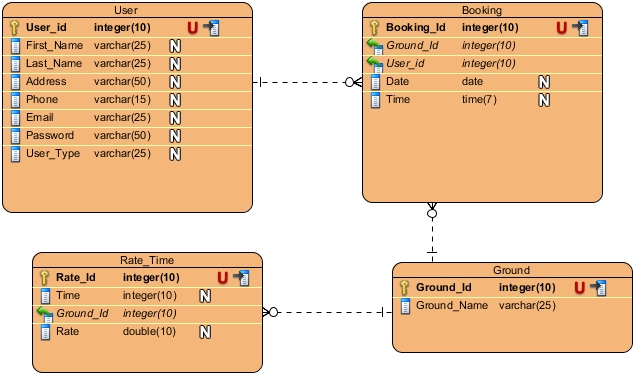 User
User_id integer(10) U
First_Name varchar(25) N
Last_Name varchar(25) N
Address varchar(50) N
Phone varchar(15) N
Email varchar(25) N
Password varchar(50) N
User_Type varchar(25) N
Booking
Booking_Id integer(10) U
Ground_Id integer(10)
User_id integer(10)
Date date N
Time time(7) N
Rate_Time
Rate_Id integer(10) U
Time integer(10) N
Ground_Id integer(10)
Rate double(10) N
Ground
Ground_Id integer(10) U
Ground_Name varchar(25)